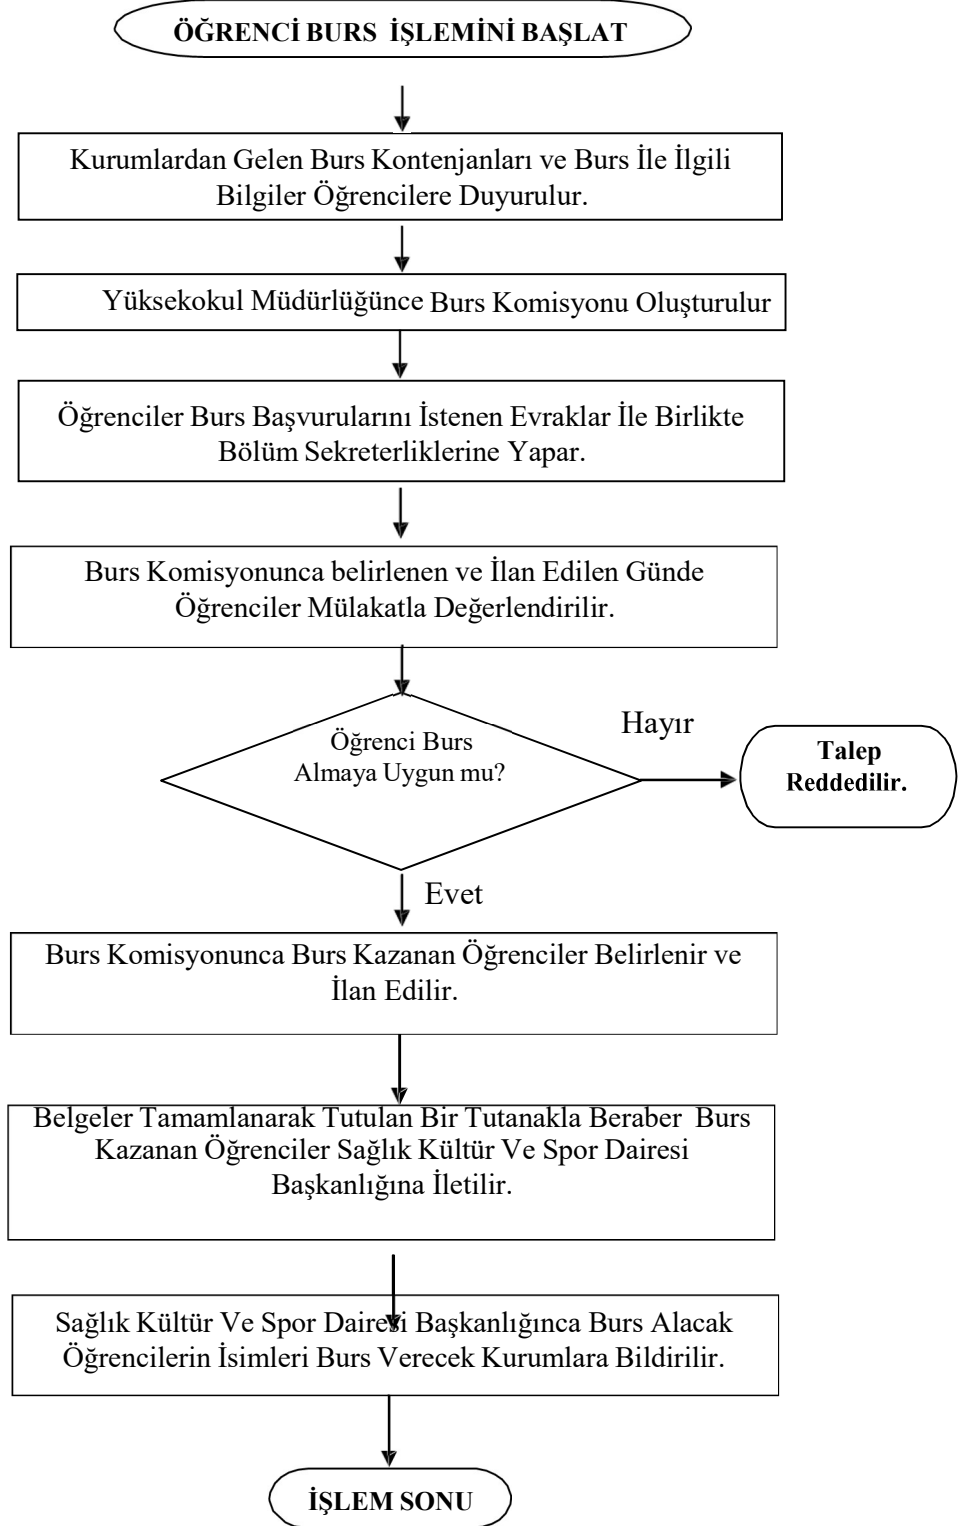 ÖĞRENCİ BURS İŞLEMİNİ BAŞLAT
Kurumlardan Gelen Burs Kontenjanları ve Burs İle İlgili
Bilgiler Öğrencilere Duyurulur.
Yüksekokul Müdürlüğünce Burs Komisyonu Oluşturulur
Öğrenciler Burs Başvurularını İstenen Evraklar İle Birlikte
Bölüm Sekreterliklerine Yapar.
Burs Komisyonunca belirlenen ve İlan Edilen Günde
Öğrenciler Mülakatla Değerlendirilir.
Öğrenci Burs
Almaya Uygun mu?
Hayır
Talep
Reddedilir.
Evet
Burs Komisyonunca Burs Kazanan Öğrenciler Belirlenir ve
İlan Edilir.
Belgeler Tamamlanarak Tutulan Bir Tutanakla Beraber Burs
Kazanan Öğrenciler Sağlık Kültür Ve Spor Dairesi
Başkanlığına İletilir.
Sağlık Kültür Ve Spor Dairesi Başkanlığınca Burs Alacak
Öğrencilerin İsimleri Burs Verecek Kurumlara Bildirilir.
İŞLEM SONU